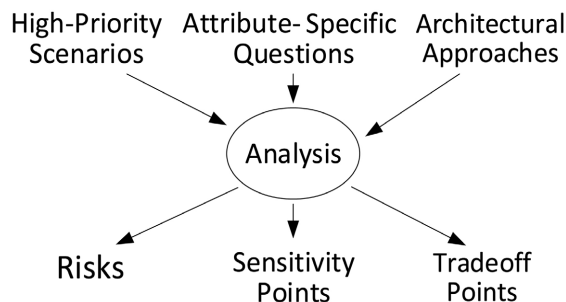 High-Priority
Scenarios
Attribute- Specific
Questions
Architectural
Approaches
Analysis
Risks
Sensitivity
Points
Tradeoff
Points